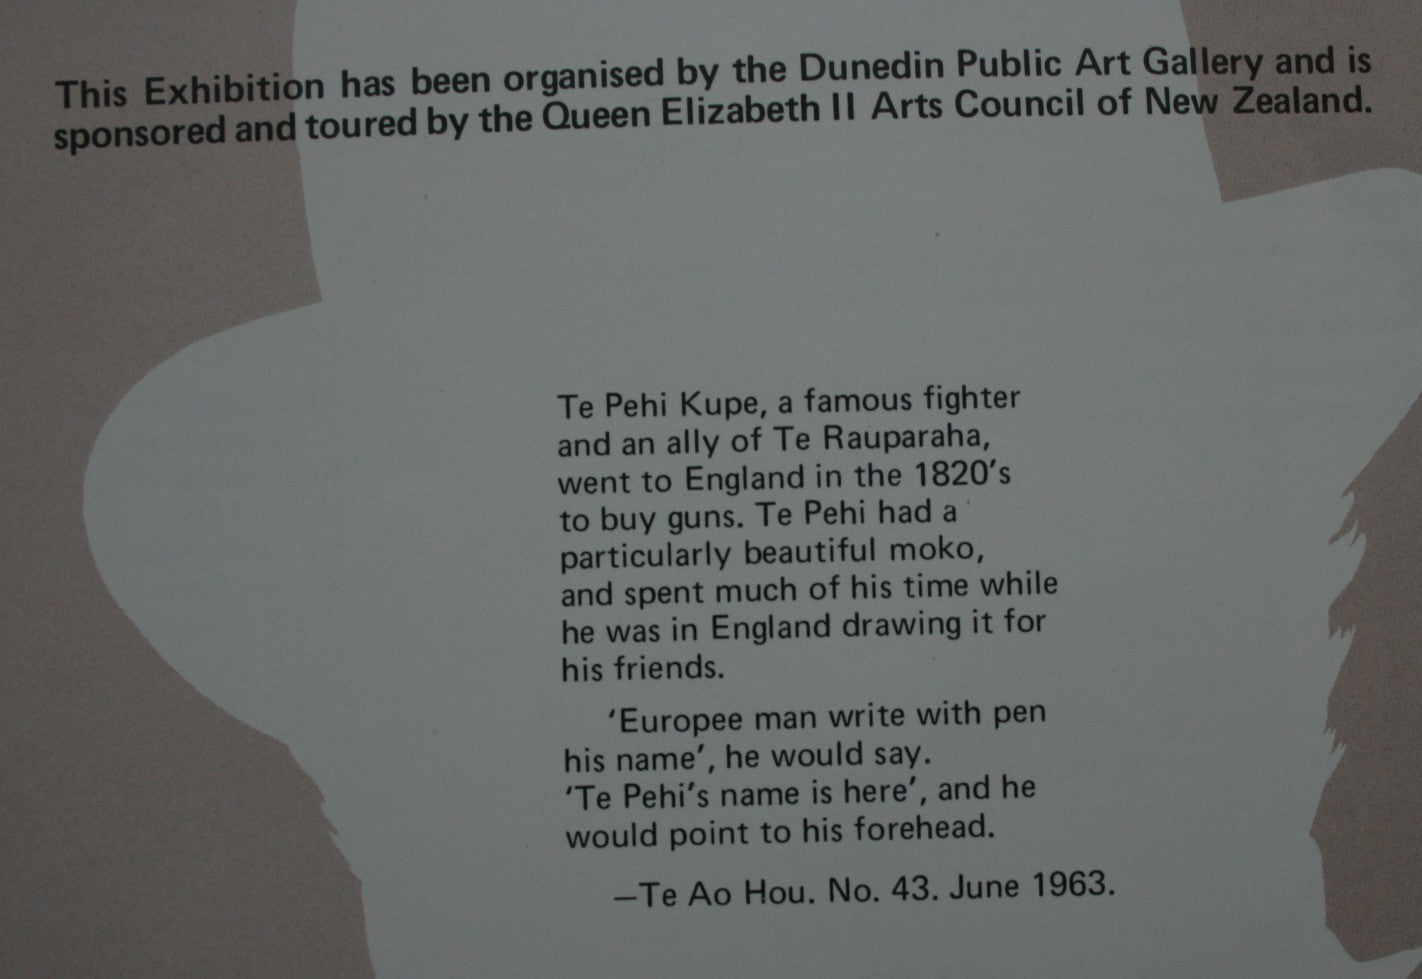 This Exhibition has been organised by the Dunedin Public Art Gallery and is
sponsored and toured by the Queen Elizabeth II Arts Council of New Zealand.
Te Pehi Kupe, a famous fighter
and an ally of Te Rauparaha,
went to England in the 1820's
to buy guns. Te Pehi had a
particularly beautiful moko,
and spent much of his time while
he was in England drawing it for
his friends.
'Europee man write with pen
his name', he would say.
'Te Pehi's name is here', and he
would point to his forehead.
—Te Ao Hou. No. 43. June 1963.